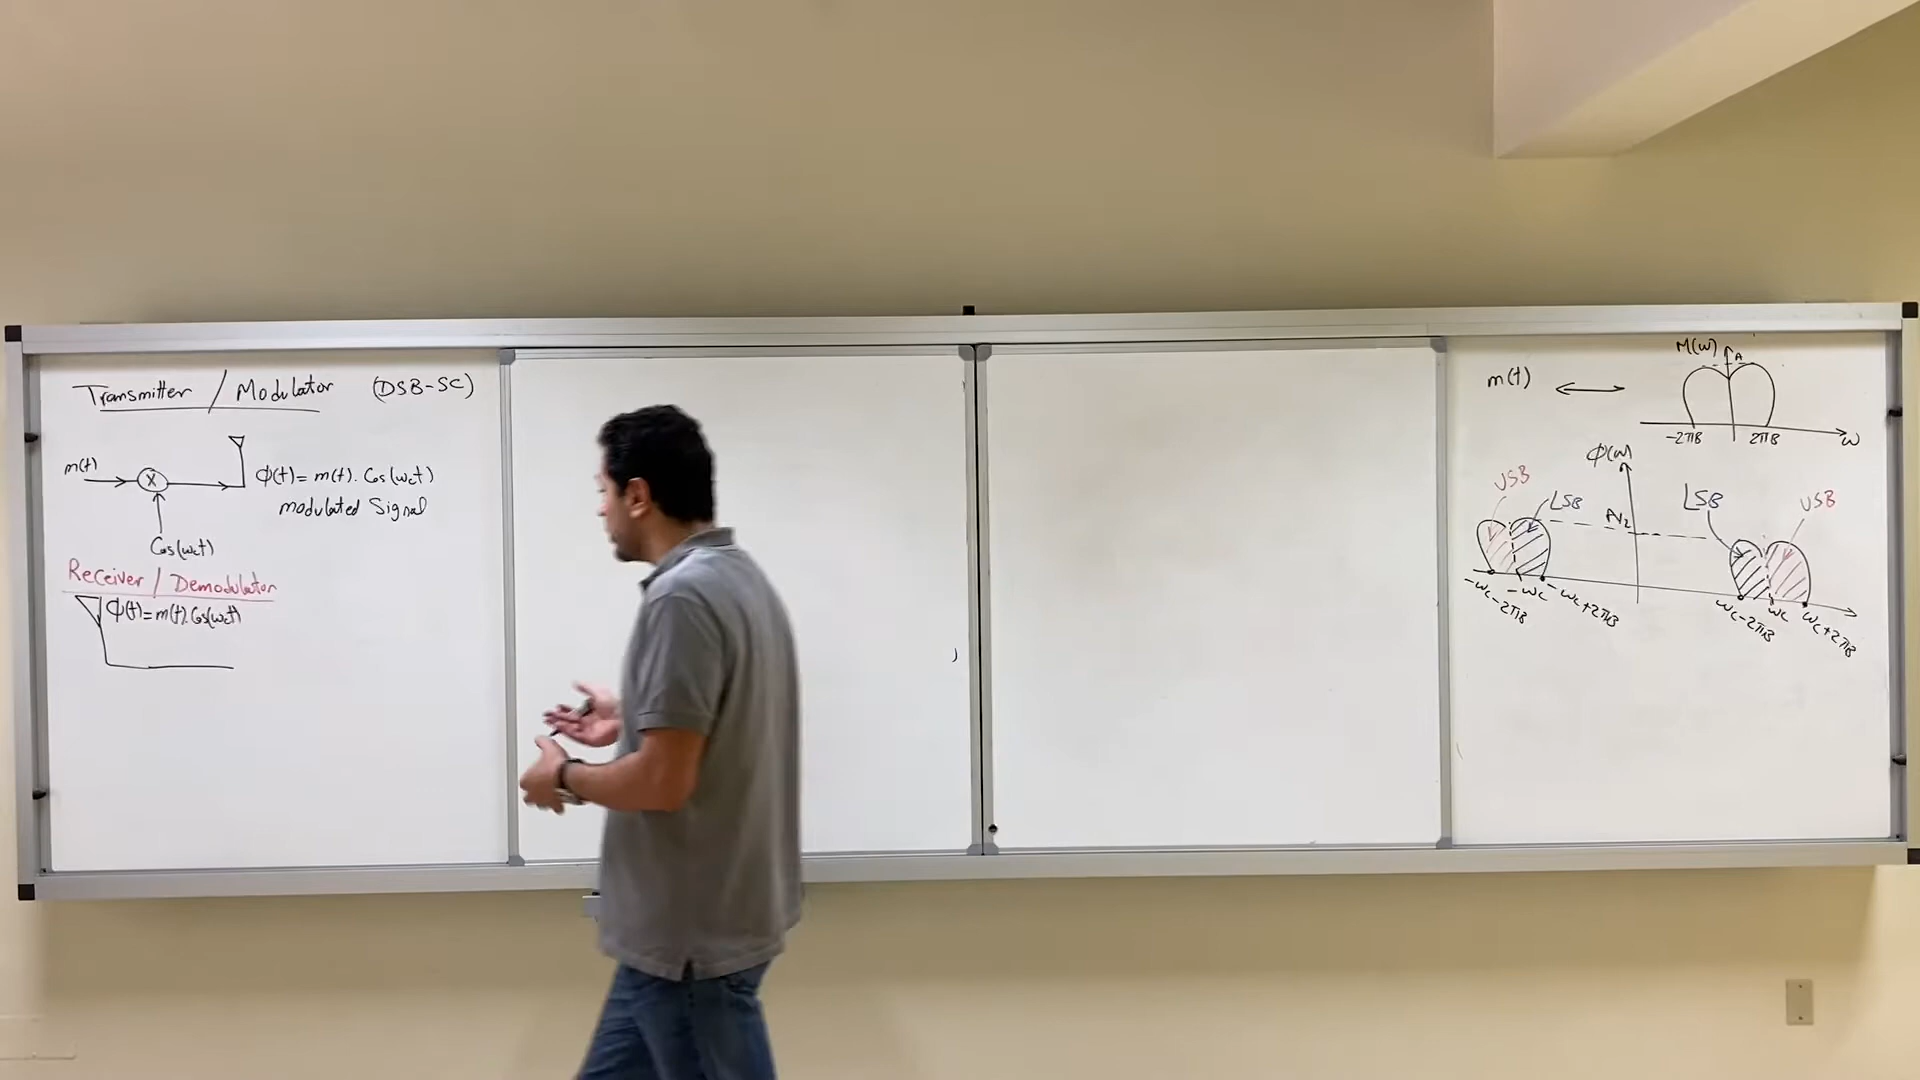 Transmitter / Modulator (DSB-SC)
m(t)
X
φ(t) = m(t). Cos(ωct)
modulated Signal
Cos(ωct)
Receiver / Demodulator
φ(t) = m(t). Cos(ωct)
m(t)
M(ω)
A
-2πB
2πB
ω
Φ(ω)
USB
LSB
A/2
LSB
USB
-ωc-2πB
-ωc
-ωc+2πB
ωc-2πB
ωc
ωc+2πB